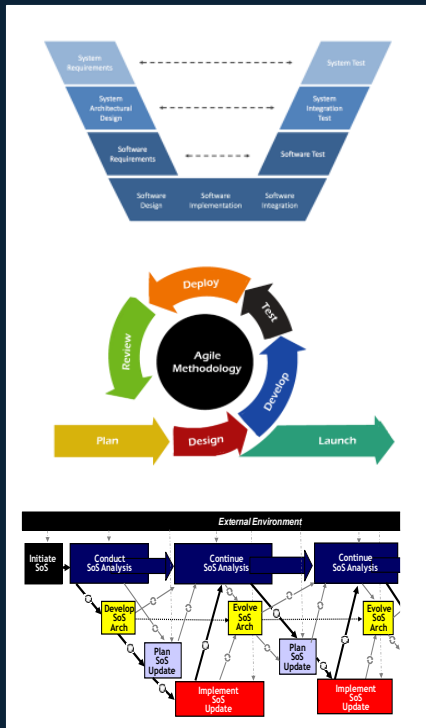 System
Requirements
System Test
System
Architectural
Design
System
Integration
Test
Software
Requirements
Software Test
Software
Design
Software
Implementation
Software
Integration
Deploy
Test
Review
Agile
Methodology
Develop
Plan
Design
Launch
External Environment
Initiate
SoS
Conduct
SoS Analysis
Continue
SoS Analysis
Continue
SoS Analysis
Develop
SoS
Arch
Evolve
SoS
Arch
Evolve
SoS
Arch
Plan
SoS
Update
Plan
SoS
Update
Implement
SoS
Update
Implement
SoS
Update